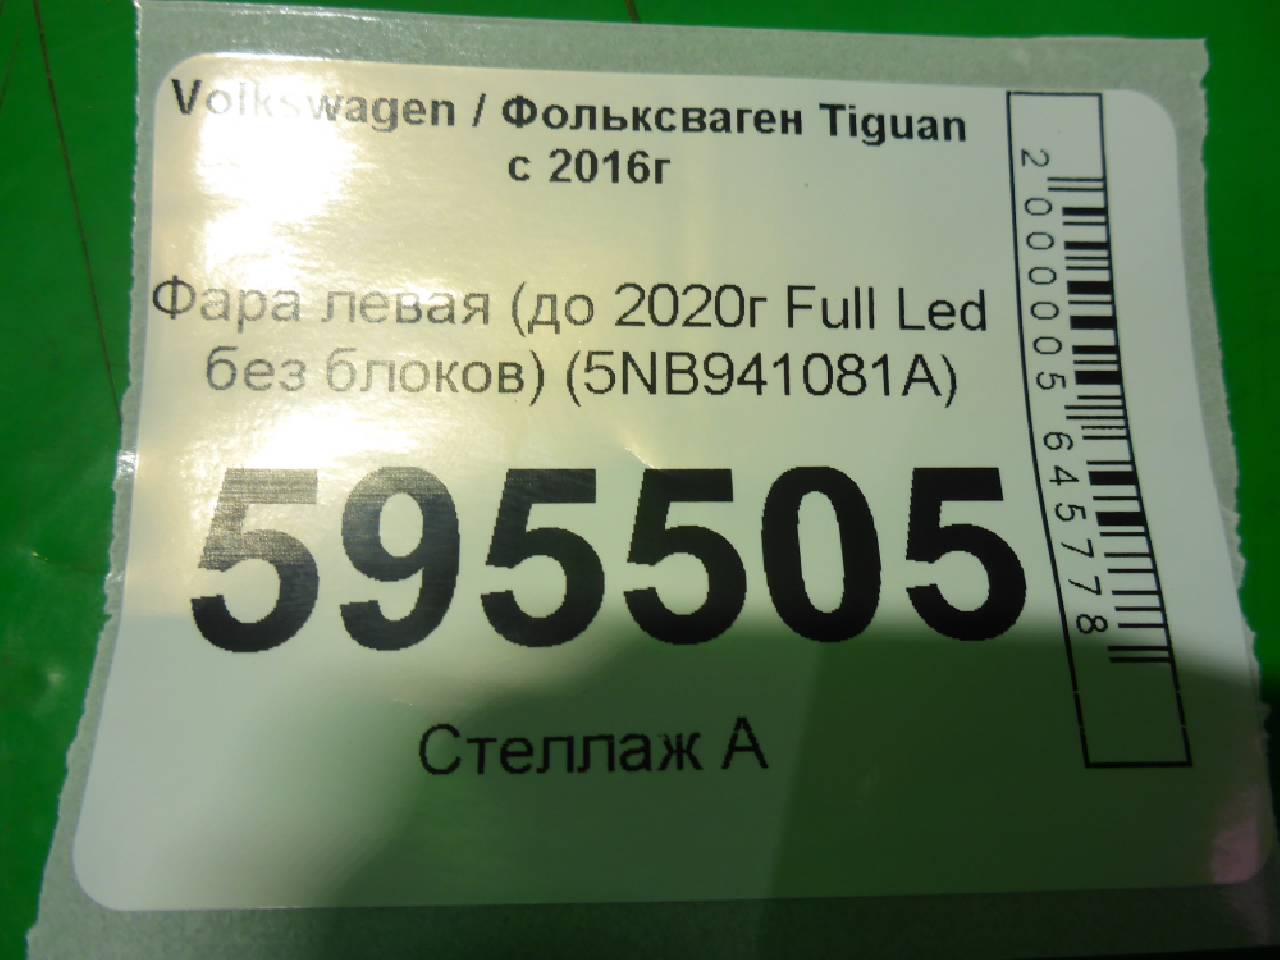 Volkswagen / Фольксваген Tiguan
с 2016г
Фара левая (до 2020г Full Led
без блоков) (5NB941081A)
595505
Стеллаж А
2000005645778